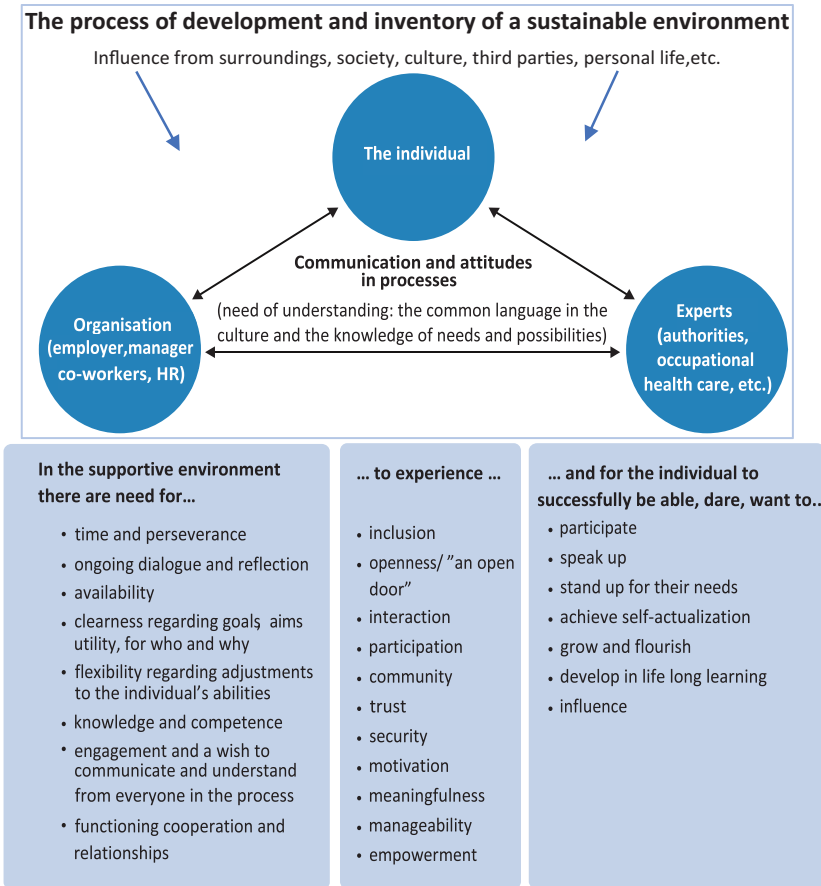 The process of development and inventory of a sustainable environment
Influence from surroundings, society, culture, third parties, personal life,etc.
The individual
Communication and attitudes
in processes
(need of understanding: the common language in the
culture and the knowledge of needs and possibilities)
Organisation
(employer,manager
co-workers, HR)
Experts
(authorities,
occupational
health care, etc.)
In the supportive environment
there are need for...
• time and perseverance
• ongoing dialogue and reflection
• availability
• clearness regarding goals, aims
utility, for who and why
• flexibility regarding adjustments
to the individual's abilities
• knowledge and competence
• engagement and a wish to
communicate and understand
from everyone in the process
• functioning cooperation and
relationships
... to experience ...
• inclusion
• openness/ ”an open
door”
• interaction
• participation
• community
• trust
• security
• motivation
• meaningfulness
• manageability
• empowerment
... and for the individual to
successfully be able, dare, want to..
• participate
• speak up
• stand up for their needs
• achieve self-actualization
• grow and flourish
• develop in life long learning
• influence